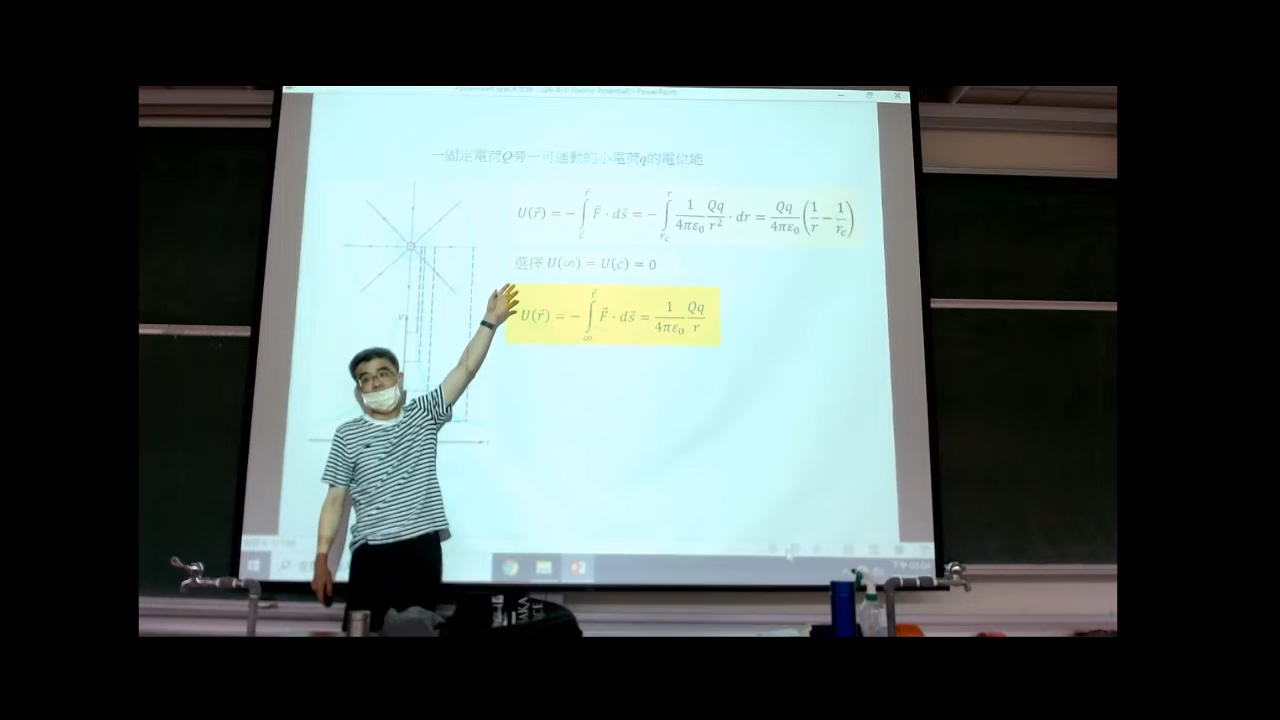 PowerPoint
一固定電荷Q旁一可運動的小電荷q的電位能
U(r⃗) = −∫_c^r⃗ F⃗ · ds⃗ = −∫_{r_c}^r 1/(4πε₀) Qq/r² · dr = Qq/(4πε₀) (1/r − 1/r_c)
選擇 U(∞) = U(c) = 0
U(r⃗) = −∫_∞^r⃗ F⃗ · ds⃗ = 1/(4πε₀) Qq/r